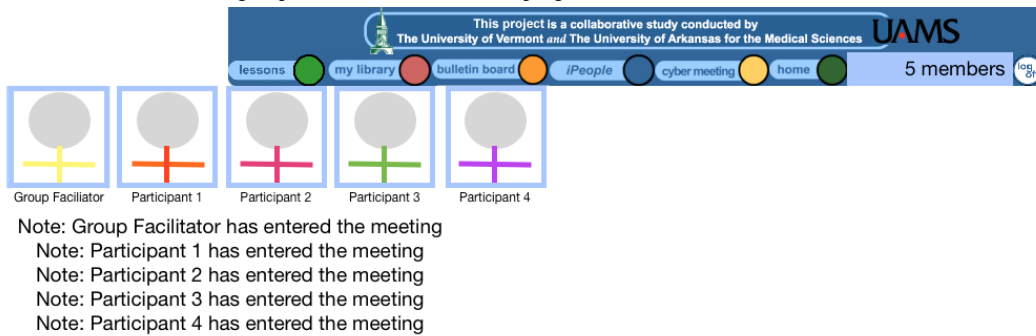 This project is a collaborative study conducted by
The University of Vermont and The University of Arkansas for the Medical Sciences
UAMS
lessons my library bulletin board iPeople cyber meeting home 5 members log off
Group Faciliator Participant 1 Participant 2 Participant 3 Participant 4
Note: Group Facilitator has entered the meeting
Note: Participant 1 has entered the meeting
Note: Participant 2 has entered the meeting
Note: Participant 3 has entered the meeting
Note: Participant 4 has entered the meeting